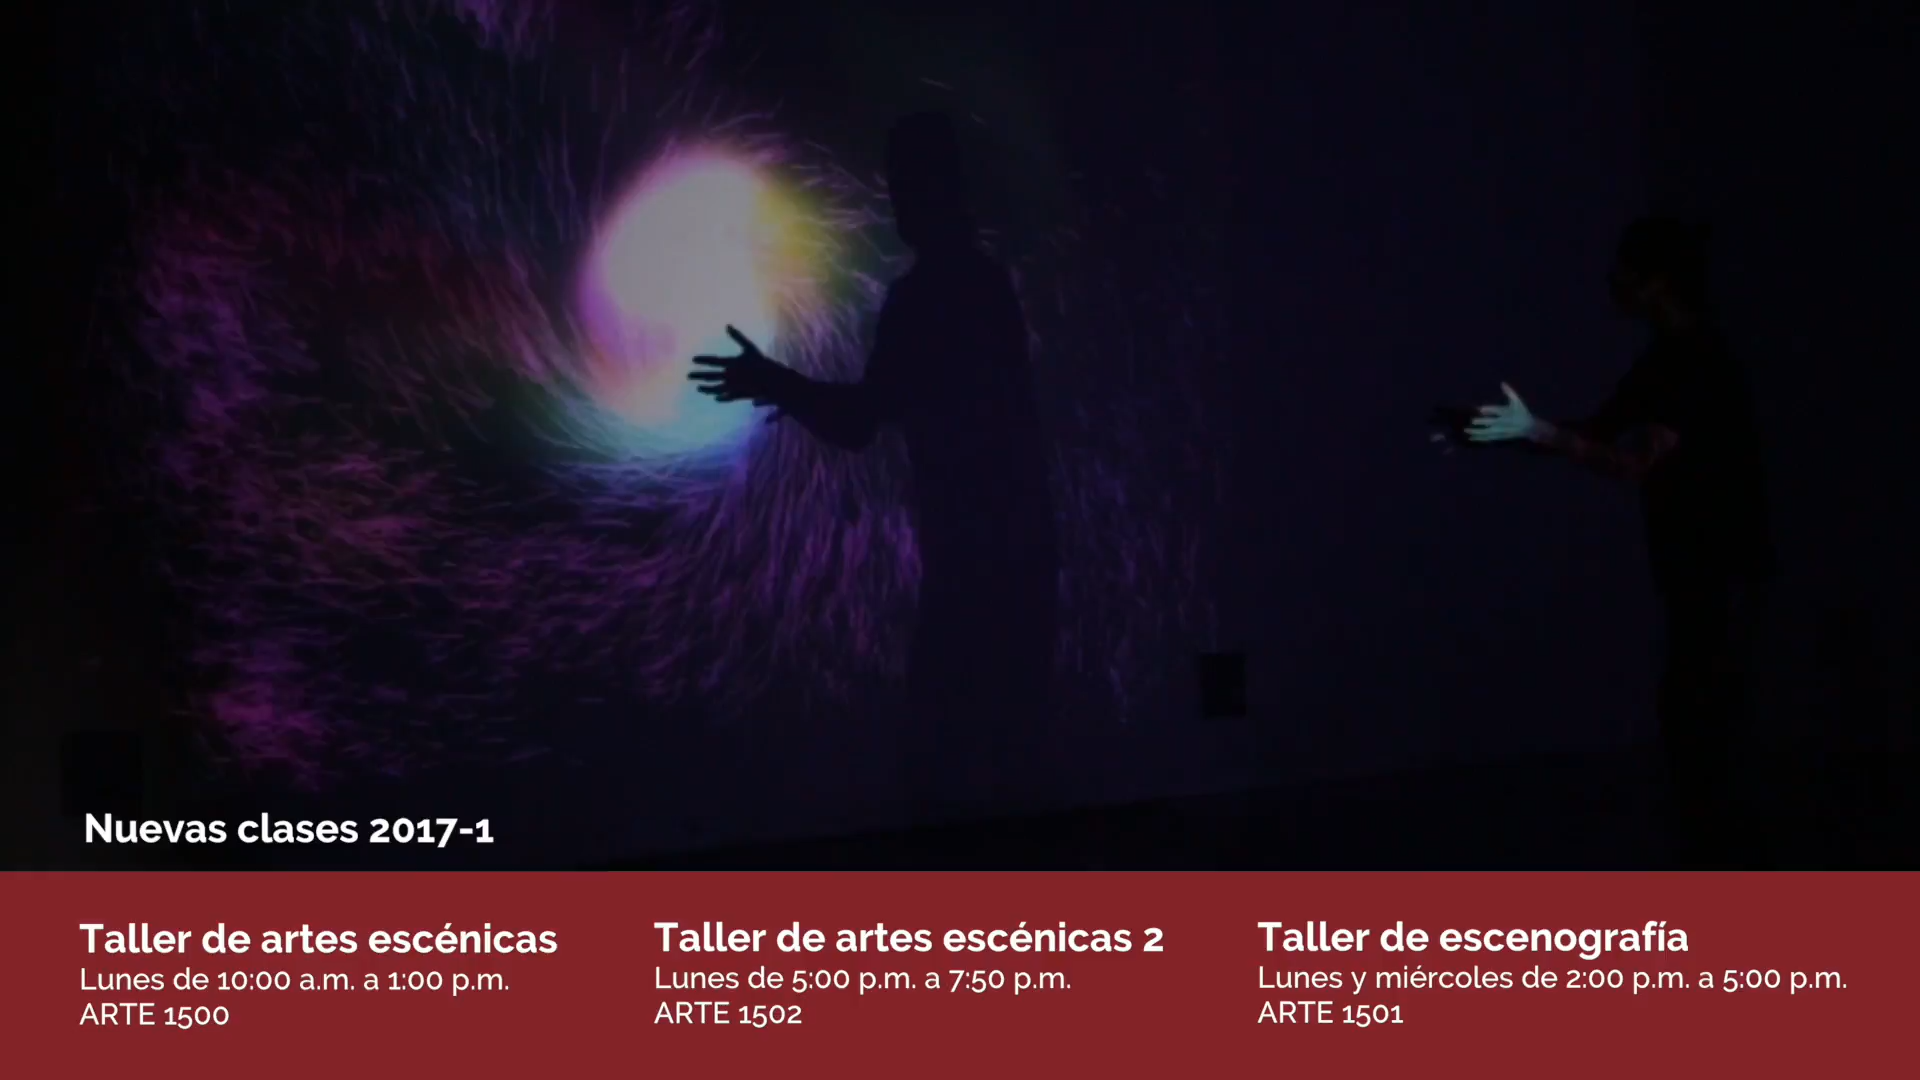 Nuevas clases 2017-1
Taller de artes escénicas
Lunes de 10:00 a.m. a 1:00 p.m.
ARTE 1500
Taller de artes escénicas 2
Lunes de 5:00 p.m. a 7:50 p.m.
ARTE 1502
Taller de escenografía
Lunes y miércoles de 2:00 p.m. a 5:00 p.m.
ARTE 1501